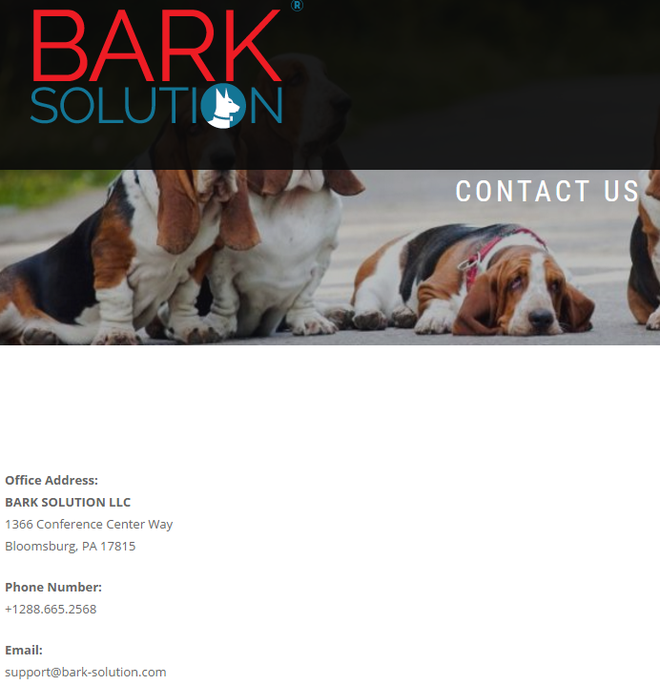 BARK ®
SOLUTION
CONTACT US
Office Address:
BARK SOLUTION LLC
1366 Conference Center Way
Bloomsburg, PA 17815
Phone Number:
+1288.665.2568
Email:
support@bark-solution.com